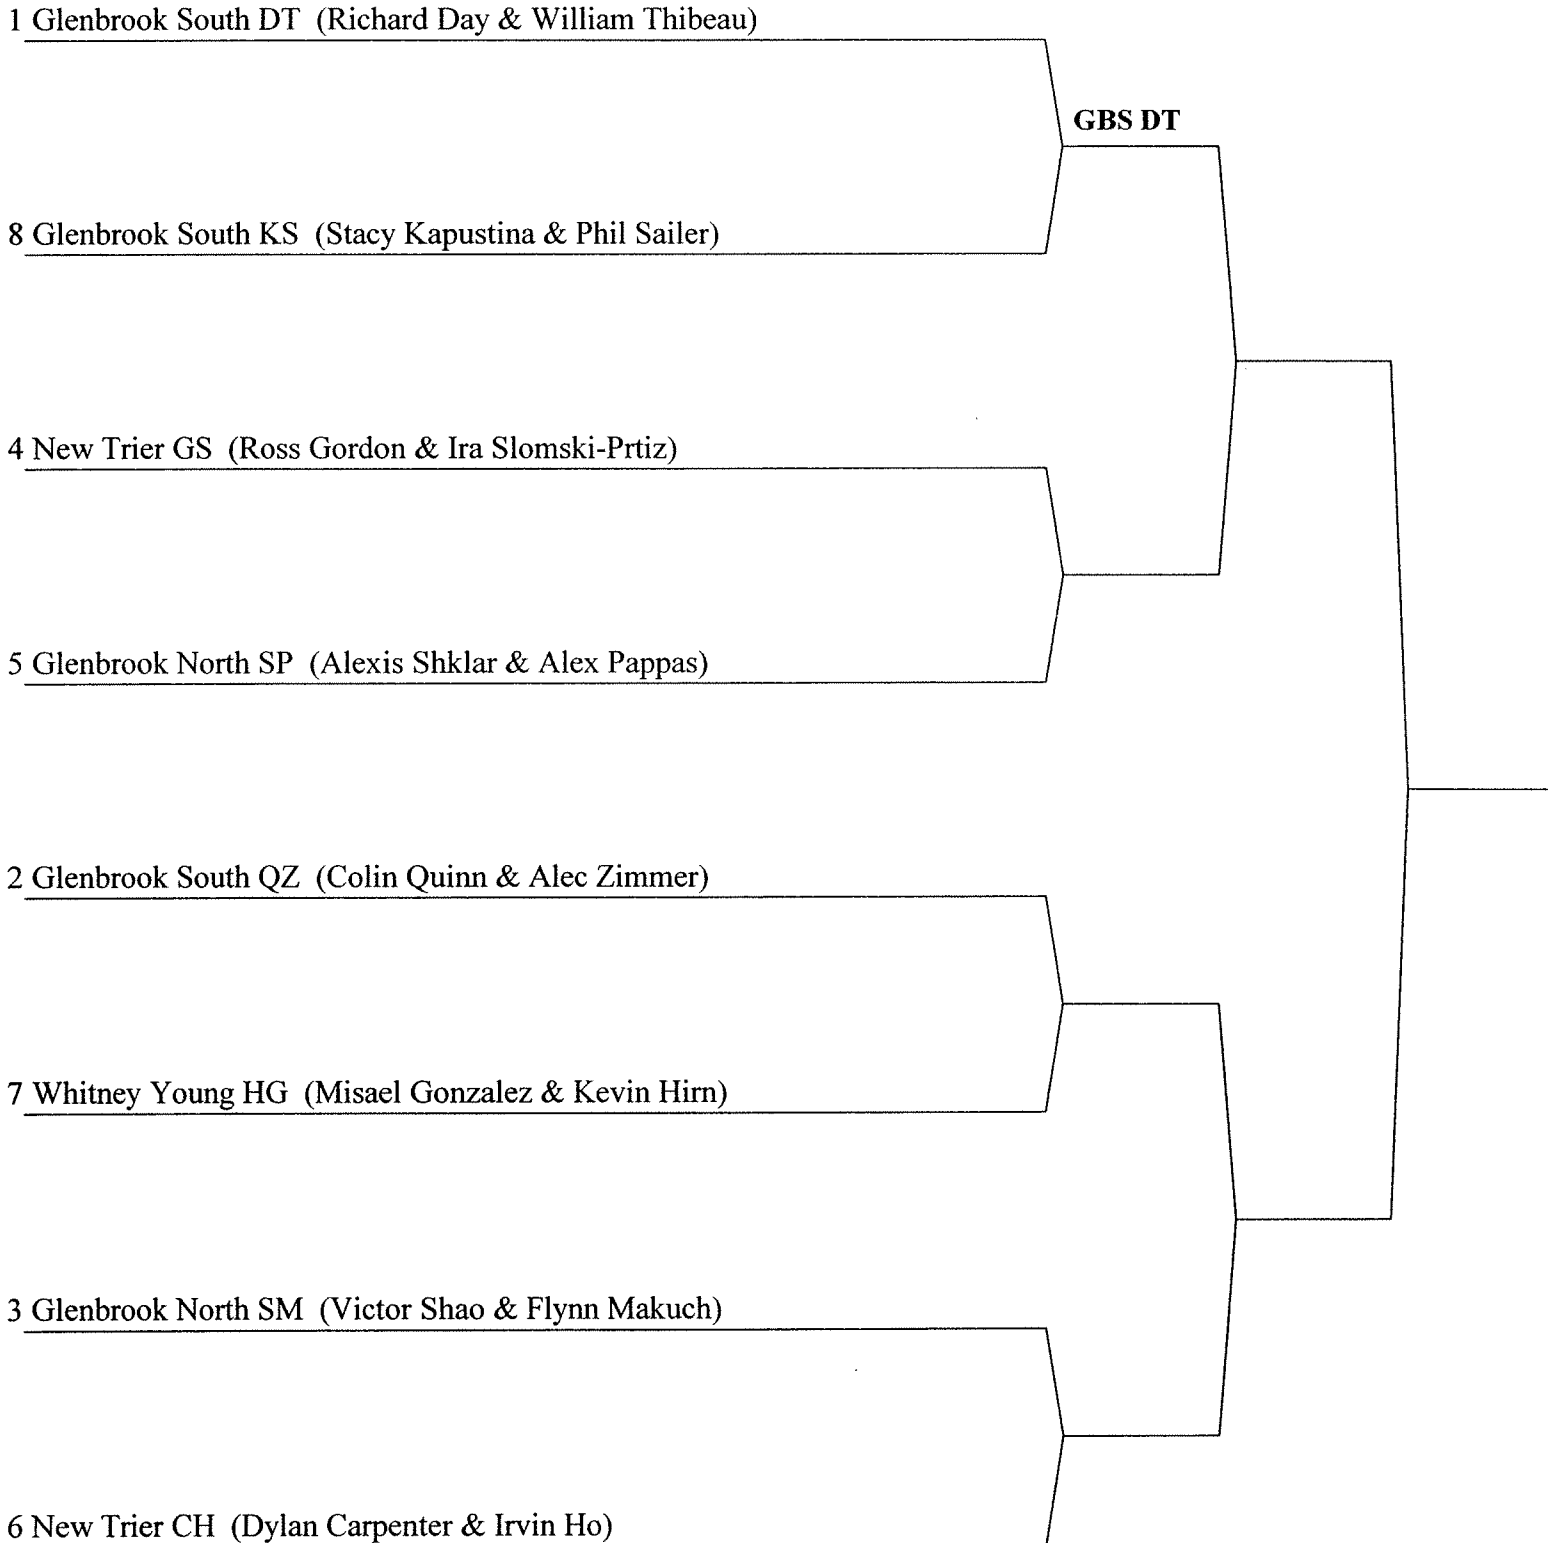 1 Glenbrook South DT (Richard Day & William Thibeau)
GBS DT
8 Glenbrook South KS (Stacy Kapustina & Phil Sailer)
4 New Trier GS (Ross Gordon & Ira Slomski-Prtiz)
5 Glenbrook North SP (Alexis Shklar & Alex Pappas)
2 Glenbrook South QZ (Colin Quinn & Alec Zimmer)
7 Whitney Young HG (Misael Gonzalez & Kevin Hirn)
3 Glenbrook North SM (Victor Shao & Flynn Makuch)
6 New Trier CH (Dylan Carpenter & Irvin Ho)